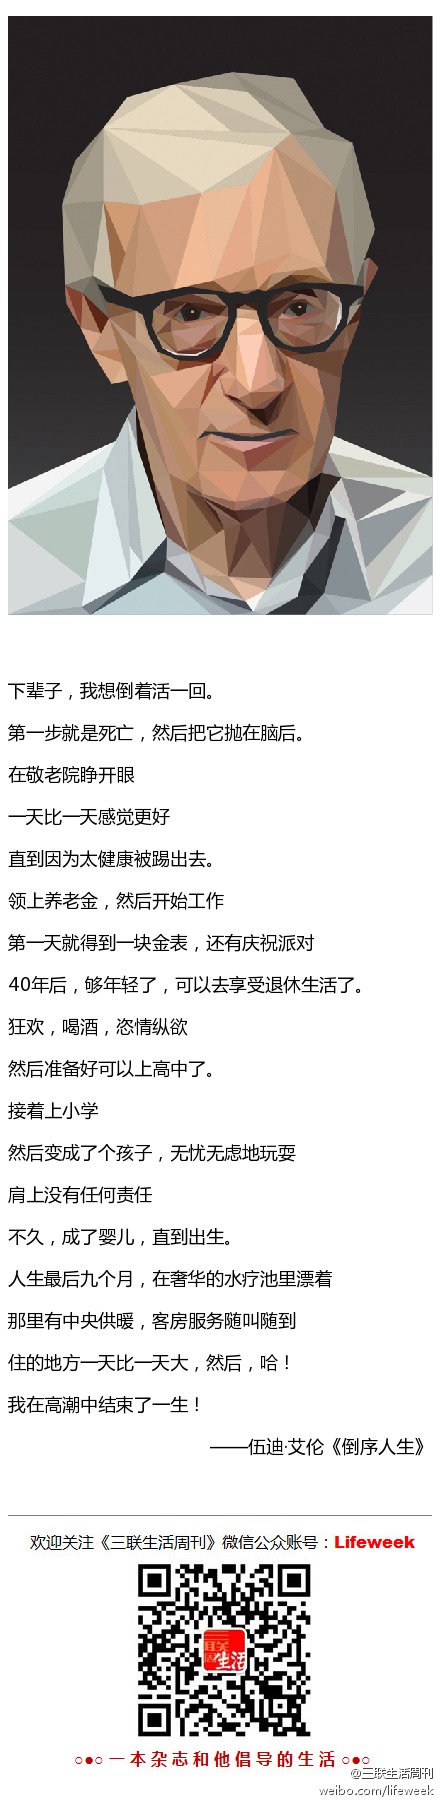 下辈子，我想倒着活一回。
第一步就是死亡，然后把它抛在脑后。
在敬老院睁开眼
一天比一天感觉更好
直到因为太健康被踢出去。
领上养老金，然后开始工作
第一天就得到一块金表，还有庆祝派对
40年后，够年轻了，可以去享受退休生活了。
狂欢，喝酒，恣情纵欲
然后准备好可以上高中了。
接着上小学
然后变成了个孩子，无忧无虑地玩耍
肩上没有任何责任
不久，成了婴儿，直到出生。
人生最后九个月，在奢华的水疗池里漂着
那里有中央供暖，客房服务随叫随到
住的地方一天比一天大，然后，哈！
我在高潮中结束了一生！
——伍迪·艾伦《倒序人生》
欢迎关注《三联生活周刊》微信公众账号：Lifeweek
生活
○●○ 一本杂志和他倡导的生活 ○●○
@三联生活周刊
weibo.com/lifeweek